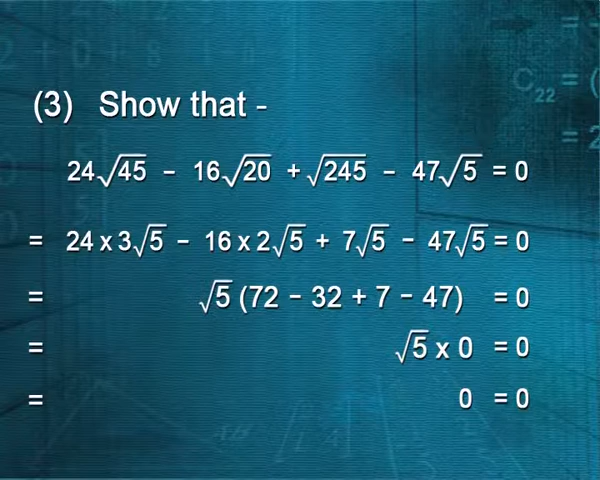 (3) Show that -
24√45 - 16√20 + √245 - 47√5 = 0
= 24 x 3√5 - 16 x 2√5 + 7√5 - 47√5 = 0
= √5 (72 - 32 + 7 - 47) = 0
= √5 x 0 = 0
= 0 = 0
C₂₂ = (